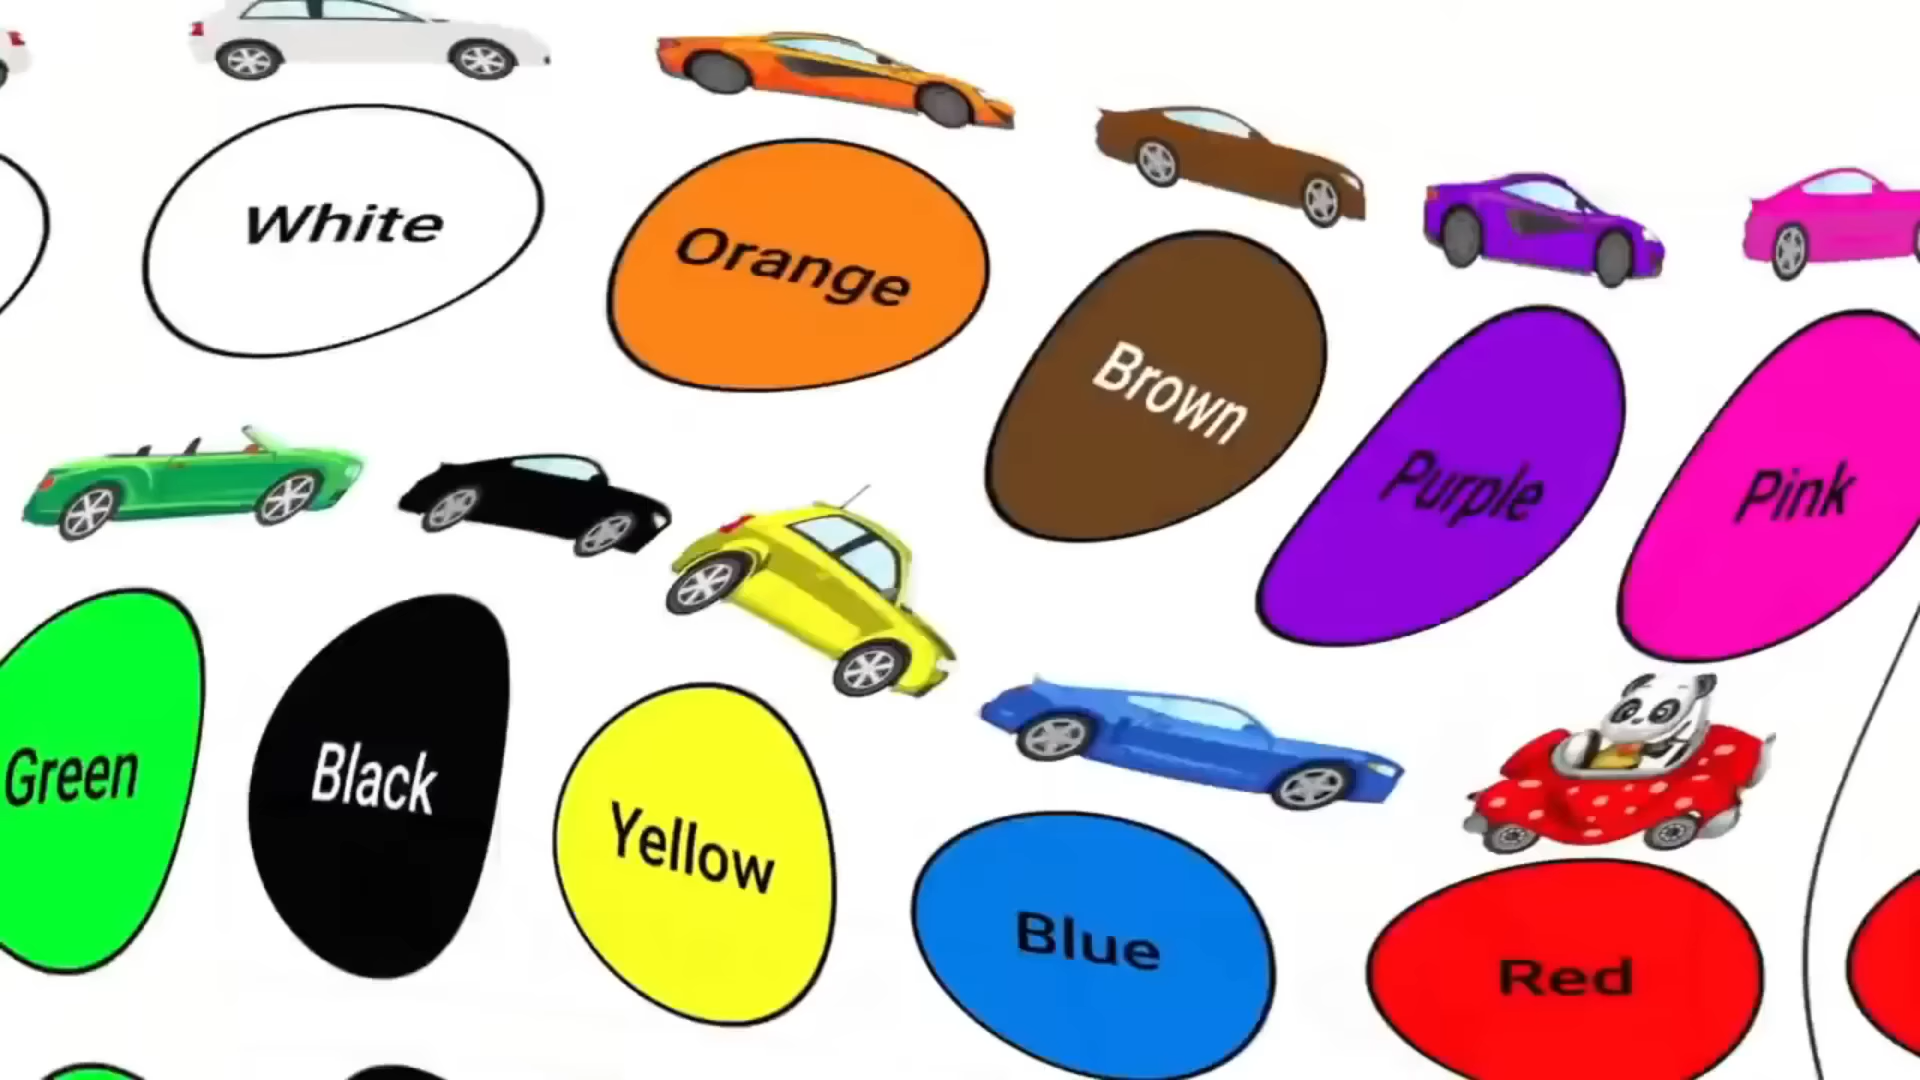 White
Orange
Brown
Purple
Pink
Green
Black
Yellow
Blue
Red